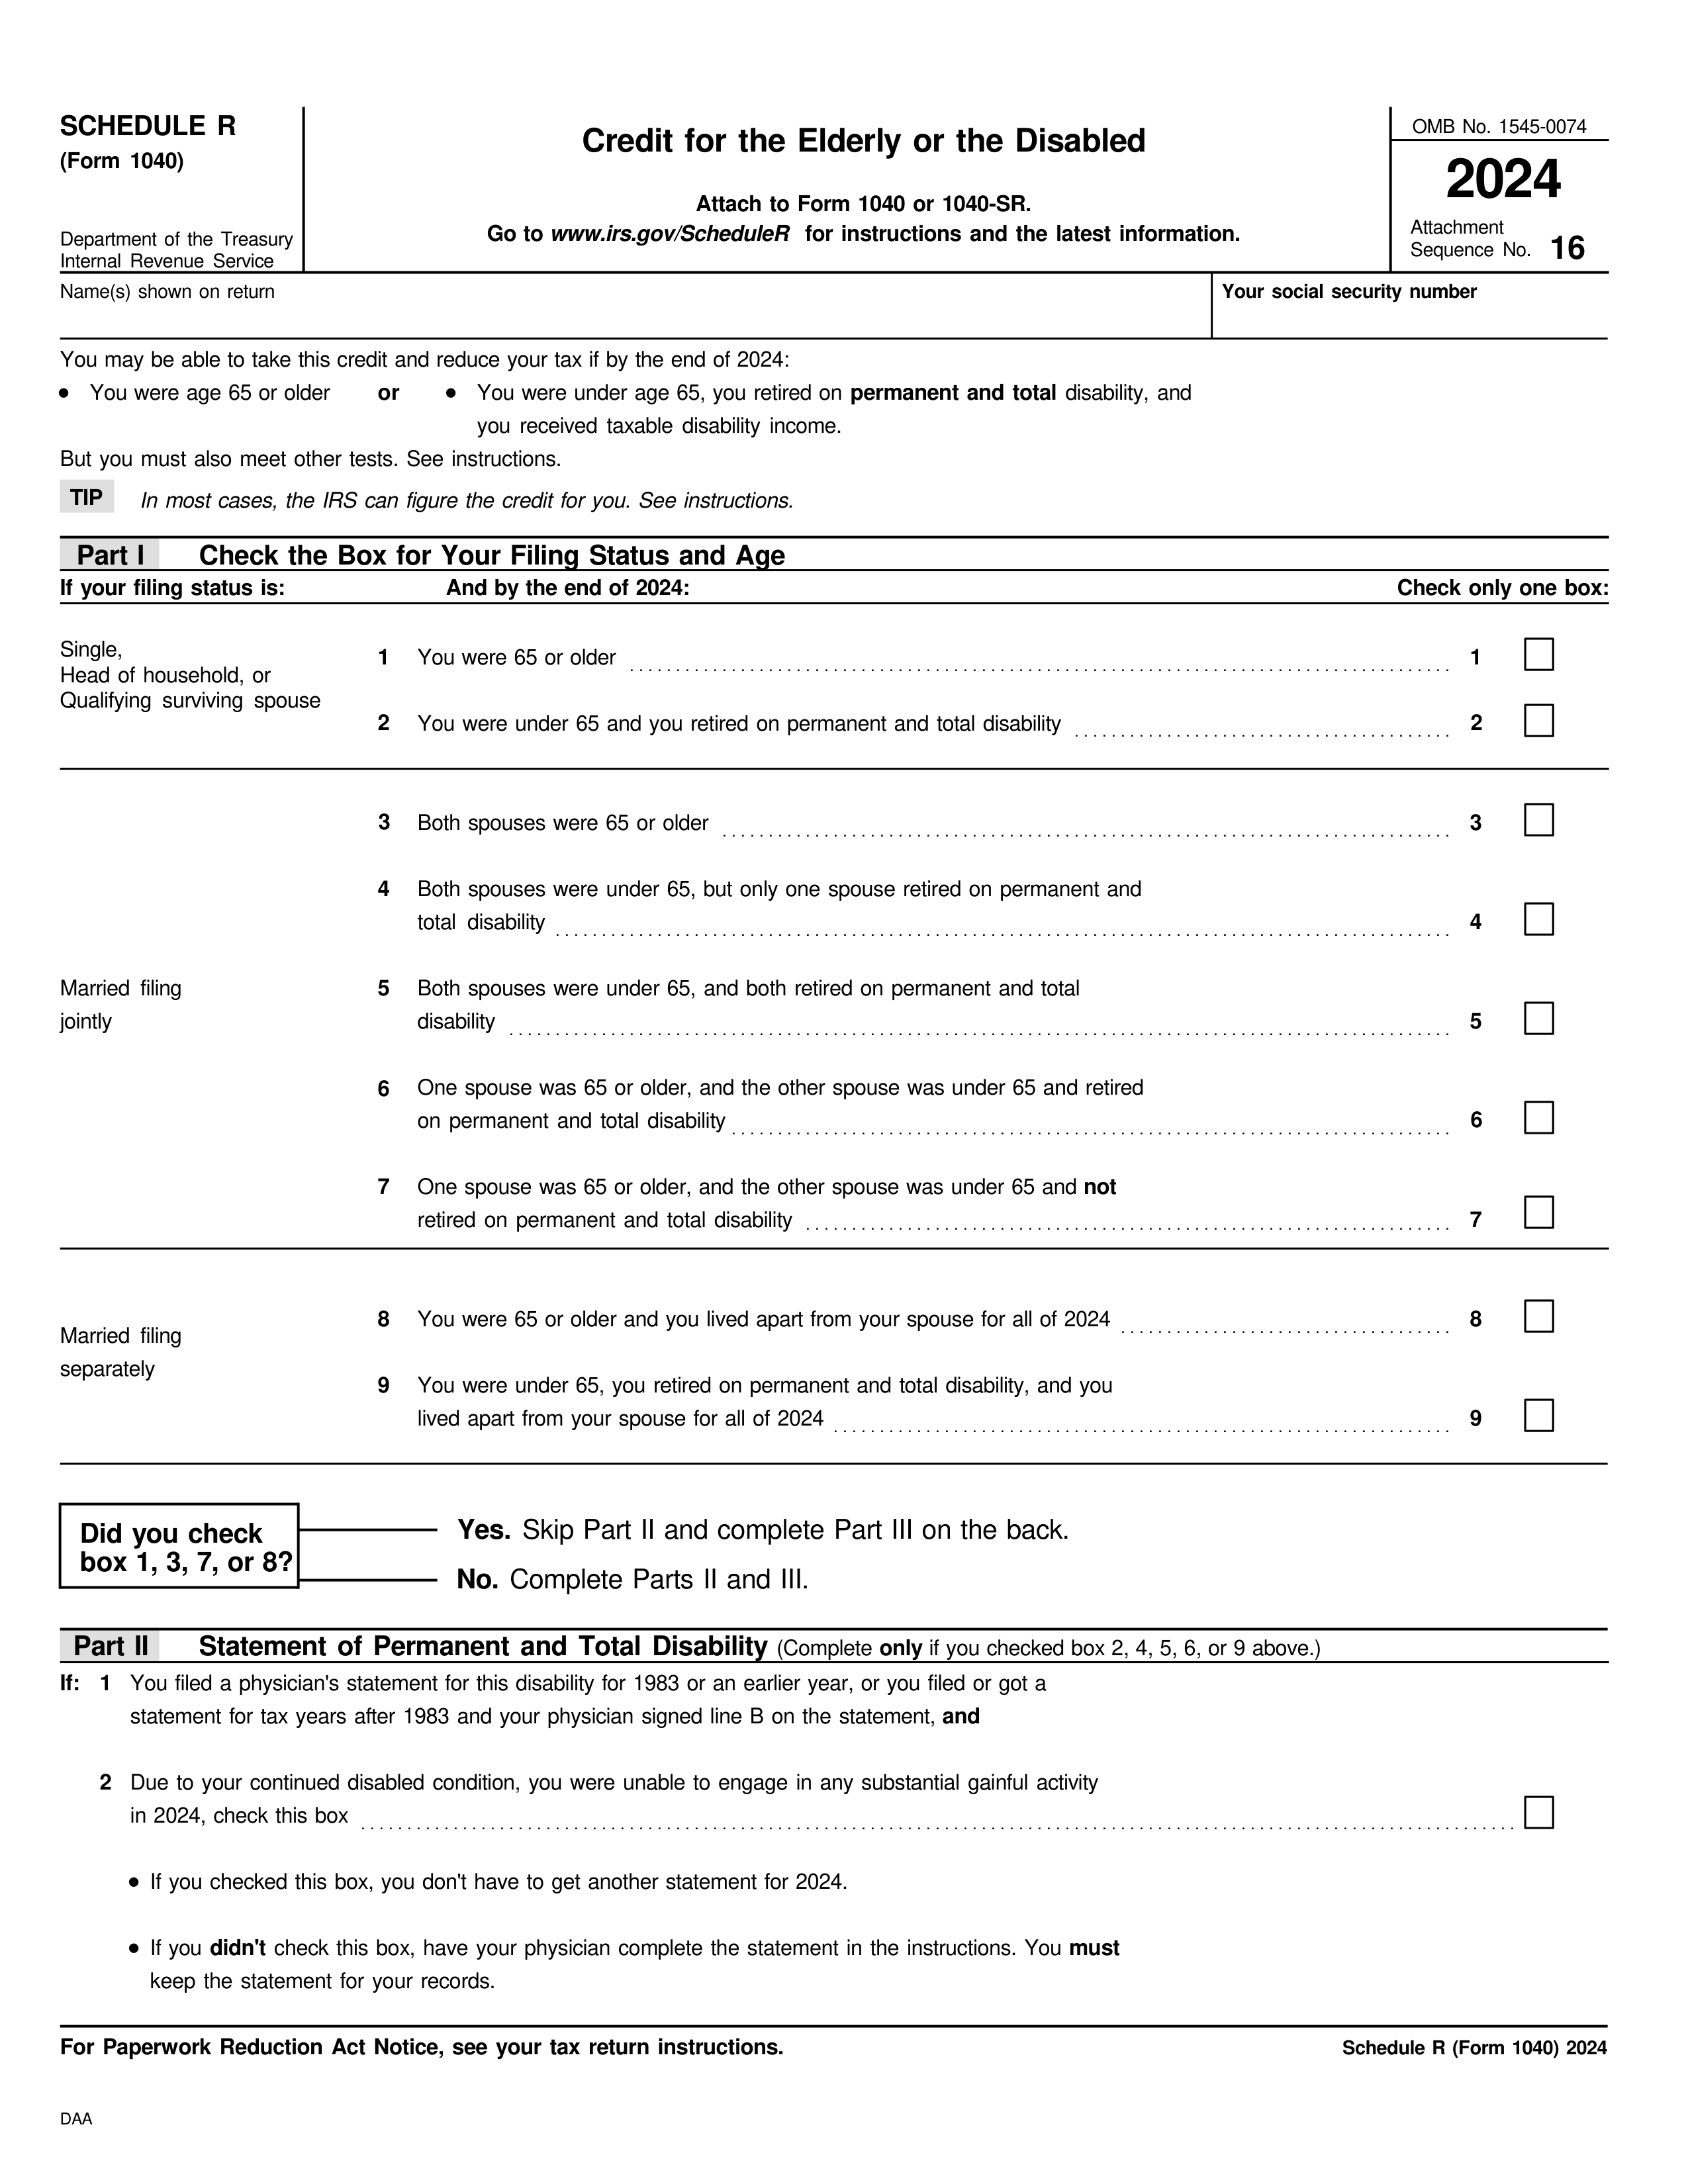 SCHEDULE R
(Form 1040)
Department of the Treasury
Internal Revenue Service
Credit for the Elderly or the Disabled
Attach to Form 1040 or 1040-SR.
Go to www.irs.gov/ScheduleR for instructions and the latest information.
OMB No. 1545-0074
2024
Attachment
Sequence No. 16
Name(s) shown on return
Your social security number
You may be able to take this credit and reduce your tax if by the end of 2024:
• You were age 65 or older or • You were under age 65, you retired on permanent and total disability, and
you received taxable disability income.
But you must also meet other tests. See instructions.
TIP In most cases, the IRS can figure the credit for you. See instructions.
Part I Check the Box for Your Filing Status and Age
If your filing status is: And by the end of 2024: Check only one box:
Single,
Head of household, or
Qualifying surviving spouse
1 You were 65 or older 1
2 You were under 65 and you retired on permanent and total disability 2
3 Both spouses were 65 or older 3
4 Both spouses were under 65, but only one spouse retired on permanent and
total disability 4
Married filing
jointly
5 Both spouses were under 65, and both retired on permanent and total
disability 5
6 One spouse was 65 or older, and the other spouse was under 65 and retired
on permanent and total disability 6
7 One spouse was 65 or older, and the other spouse was under 65 and not
retired on permanent and total disability 7
Married filing
separately
8 You were 65 or older and you lived apart from your spouse for all of 2024 8
9 You were under 65, you retired on permanent and total disability, and you
lived apart from your spouse for all of 2024 9
Did you check
box 1, 3, 7, or 8?
Yes. Skip Part II and complete Part III on the back.
No. Complete Parts II and III.
Part II Statement of Permanent and Total Disability (Complete only if you checked box 2, 4, 5, 6, or 9 above.)
If: 1 You filed a physician's statement for this disability for 1983 or an earlier year, or you filed or got a
statement for tax years after 1983 and your physician signed line B on the statement, and
2 Due to your continued disabled condition, you were unable to engage in any substantial gainful activity
in 2024, check this box
• If you checked this box, you don't have to get another statement for 2024.
• If you didn't check this box, have your physician complete the statement in the instructions. You must
keep the statement for your records.
For Paperwork Reduction Act Notice, see your tax return instructions. Schedule R (Form 1040) 2024
DAA